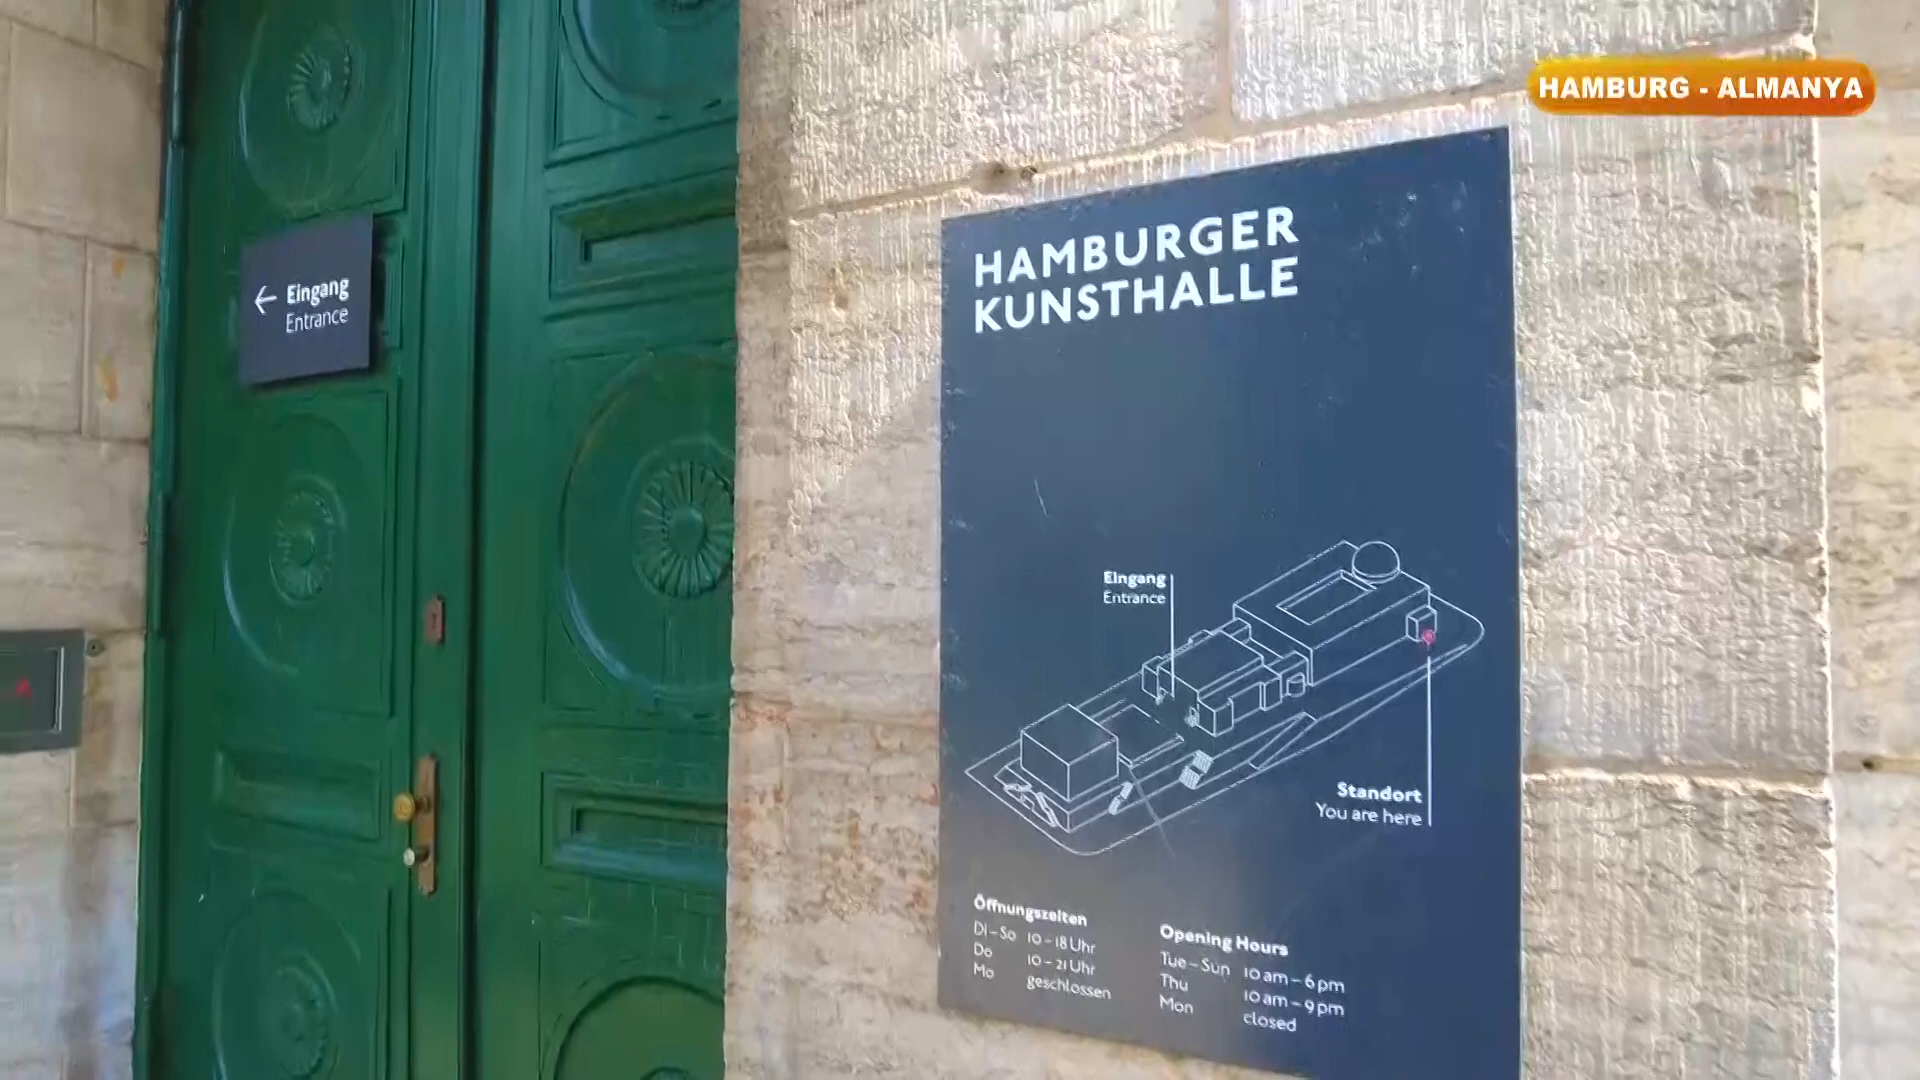 HAMBURG - ALMANYA
← Eingang
Entrance
HAMBURGER
KUNSTHALLE
Eingang
Entrance
Standort
You are here
Öffnungszeiten
Di – So 10 – 18 Uhr
Do 10 – 21 Uhr
Mo geschlossen
Opening Hours
Tue – Sun 10 am – 6 pm
Thu 10 am – 9 pm
Mon closed